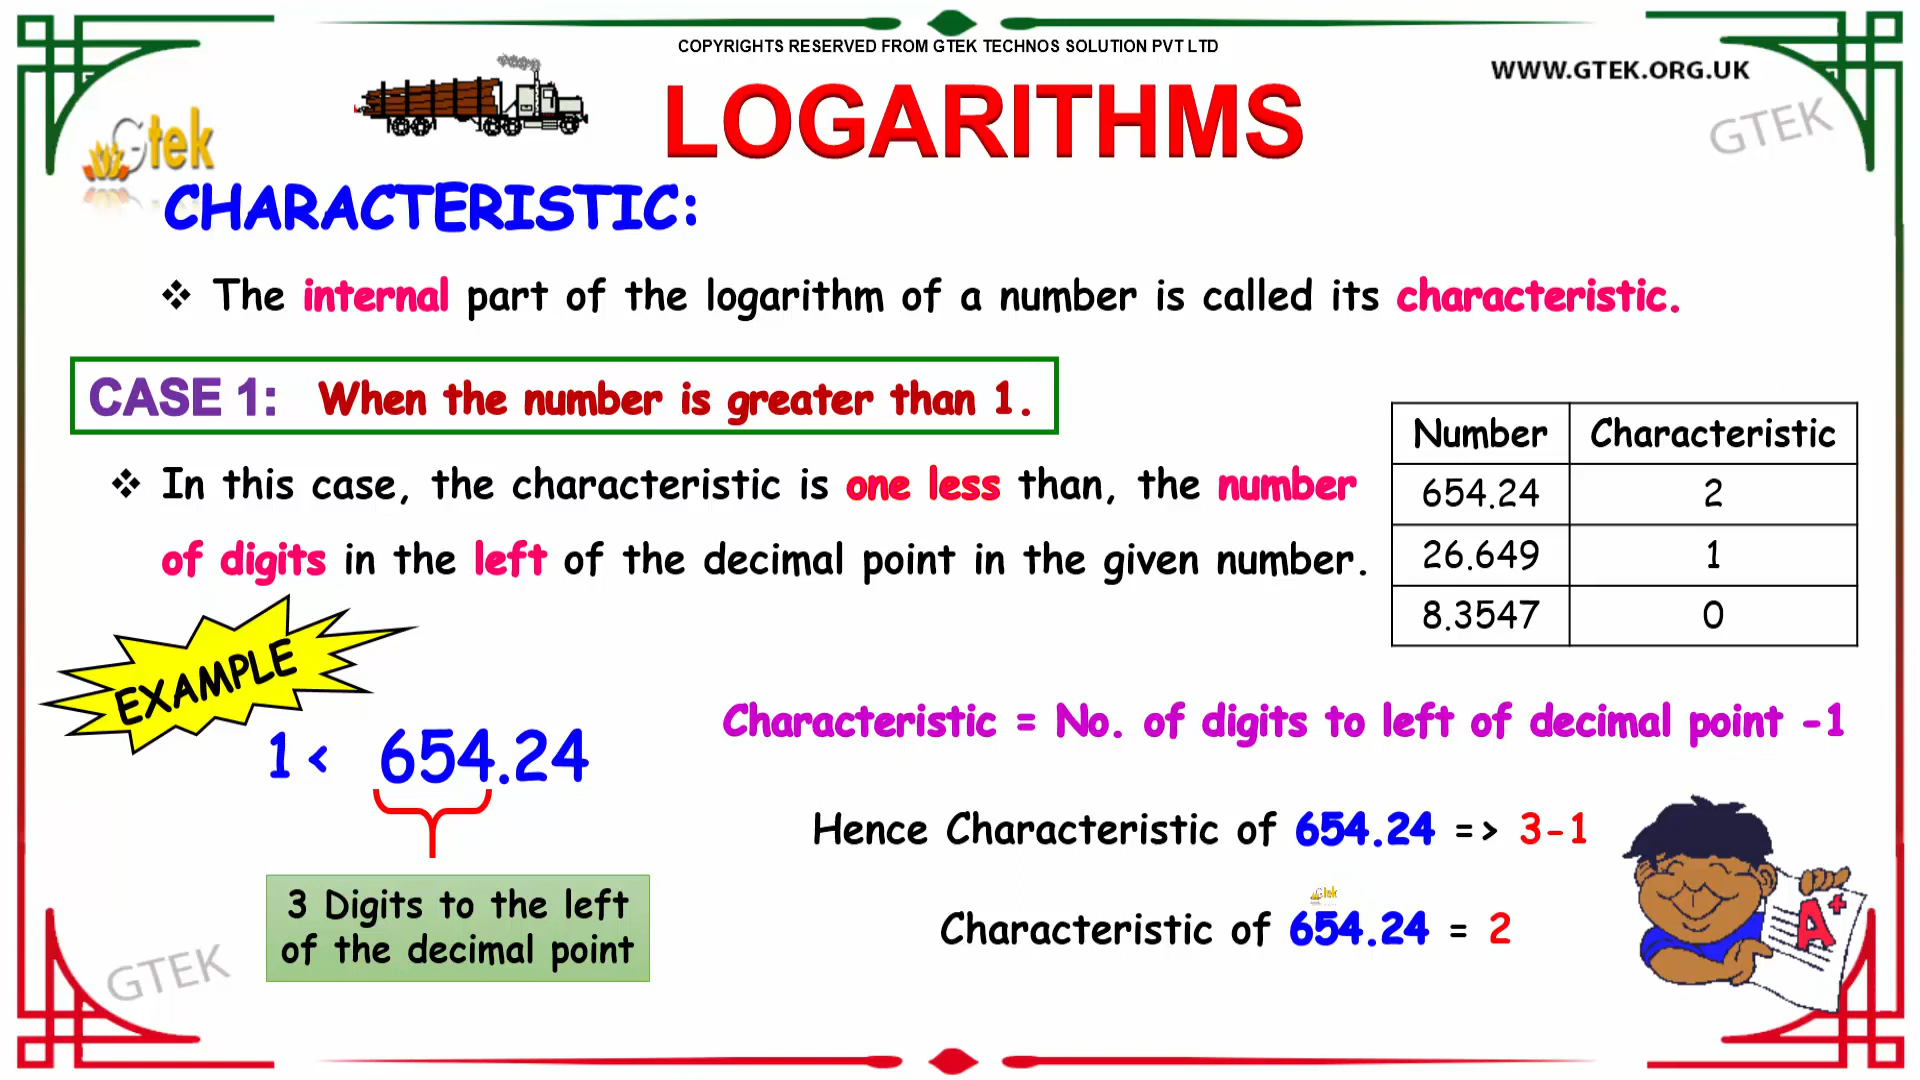 COPYRIGHTS RESERVED FROM GTEK TECHNOS SOLUTION PVT LTD
WWW.GTEK.ORG.UK
GTEK
Gtek
LOGARITHMS
CHARACTERISTIC:
❖ The internal part of the logarithm of a number is called its characteristic.
CASE 1: When the number is greater than 1.
❖ In this case, the characteristic is one less than, the number
of digits in the left of the decimal point in the given number.
Number Characteristic
654.24 2
26.649 1
8.3547 0
EXAMPLE
1 < 654.24
3 Digits to the left
of the decimal point
Characteristic = No. of digits to left of decimal point -1
Hence Characteristic of 654.24 => 3-1
Gtek
Characteristic of 654.24 = 2
A+
GTEK